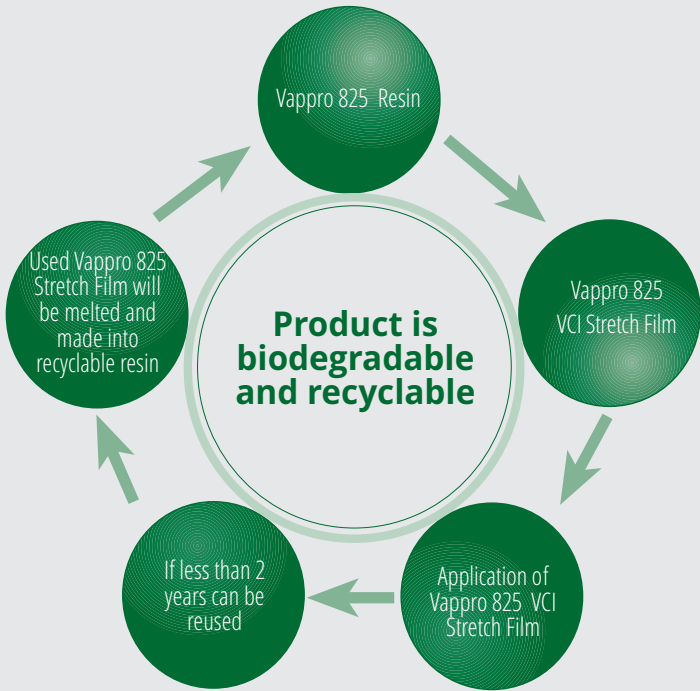 Vappro 825 Resin
Vappro 825
VCI Stretch Film
Application of
Vappro 825 VCI
Stretch Film
If less than 2
years can be
reused
Used Vappro 825
Stretch Film will
be melted and
made into
recyclable resin
Product is
biodegradable
and recyclable